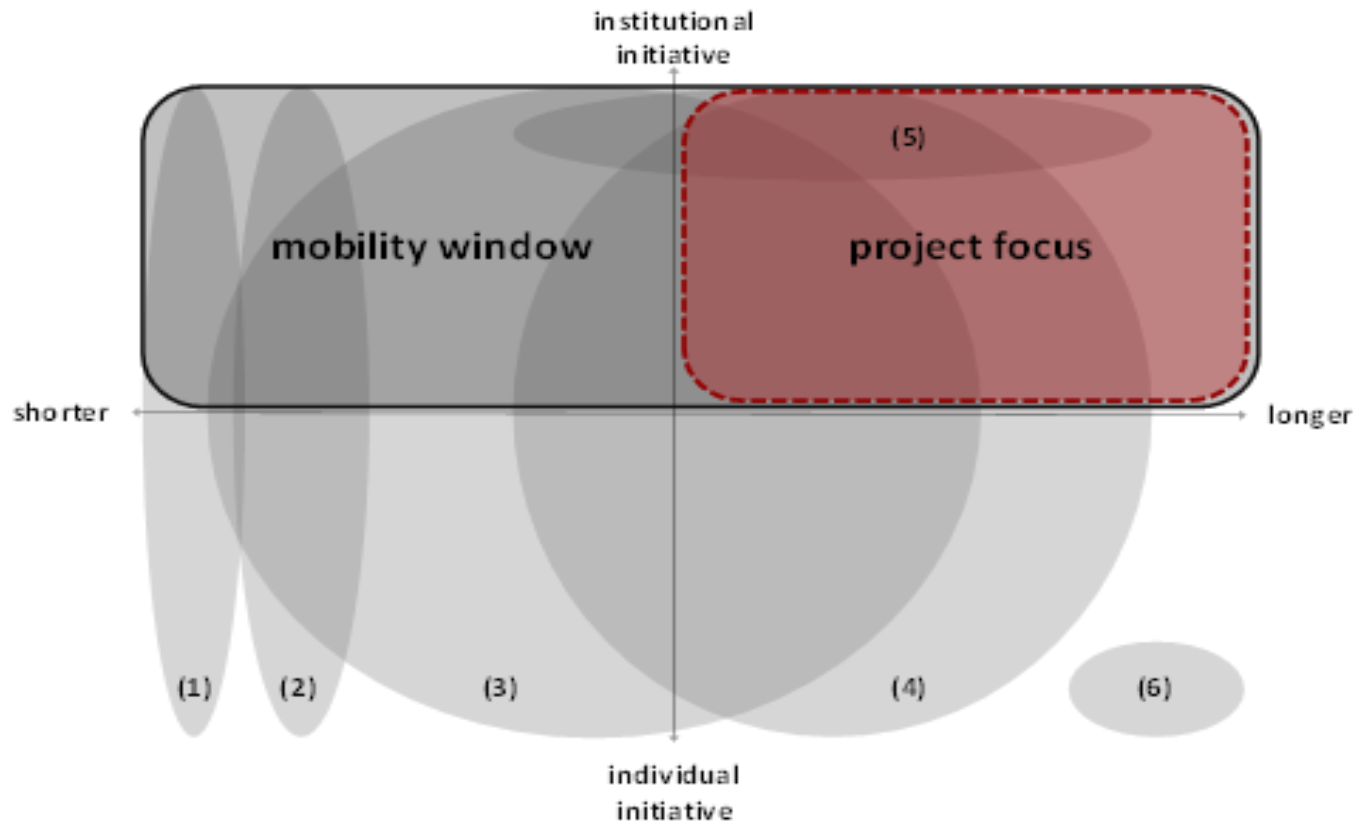 institutional
initiative
(5)
mobility window
project focus
shorter
longer
(1)
(2)
(3)
(4)
(6)
individual
initiative